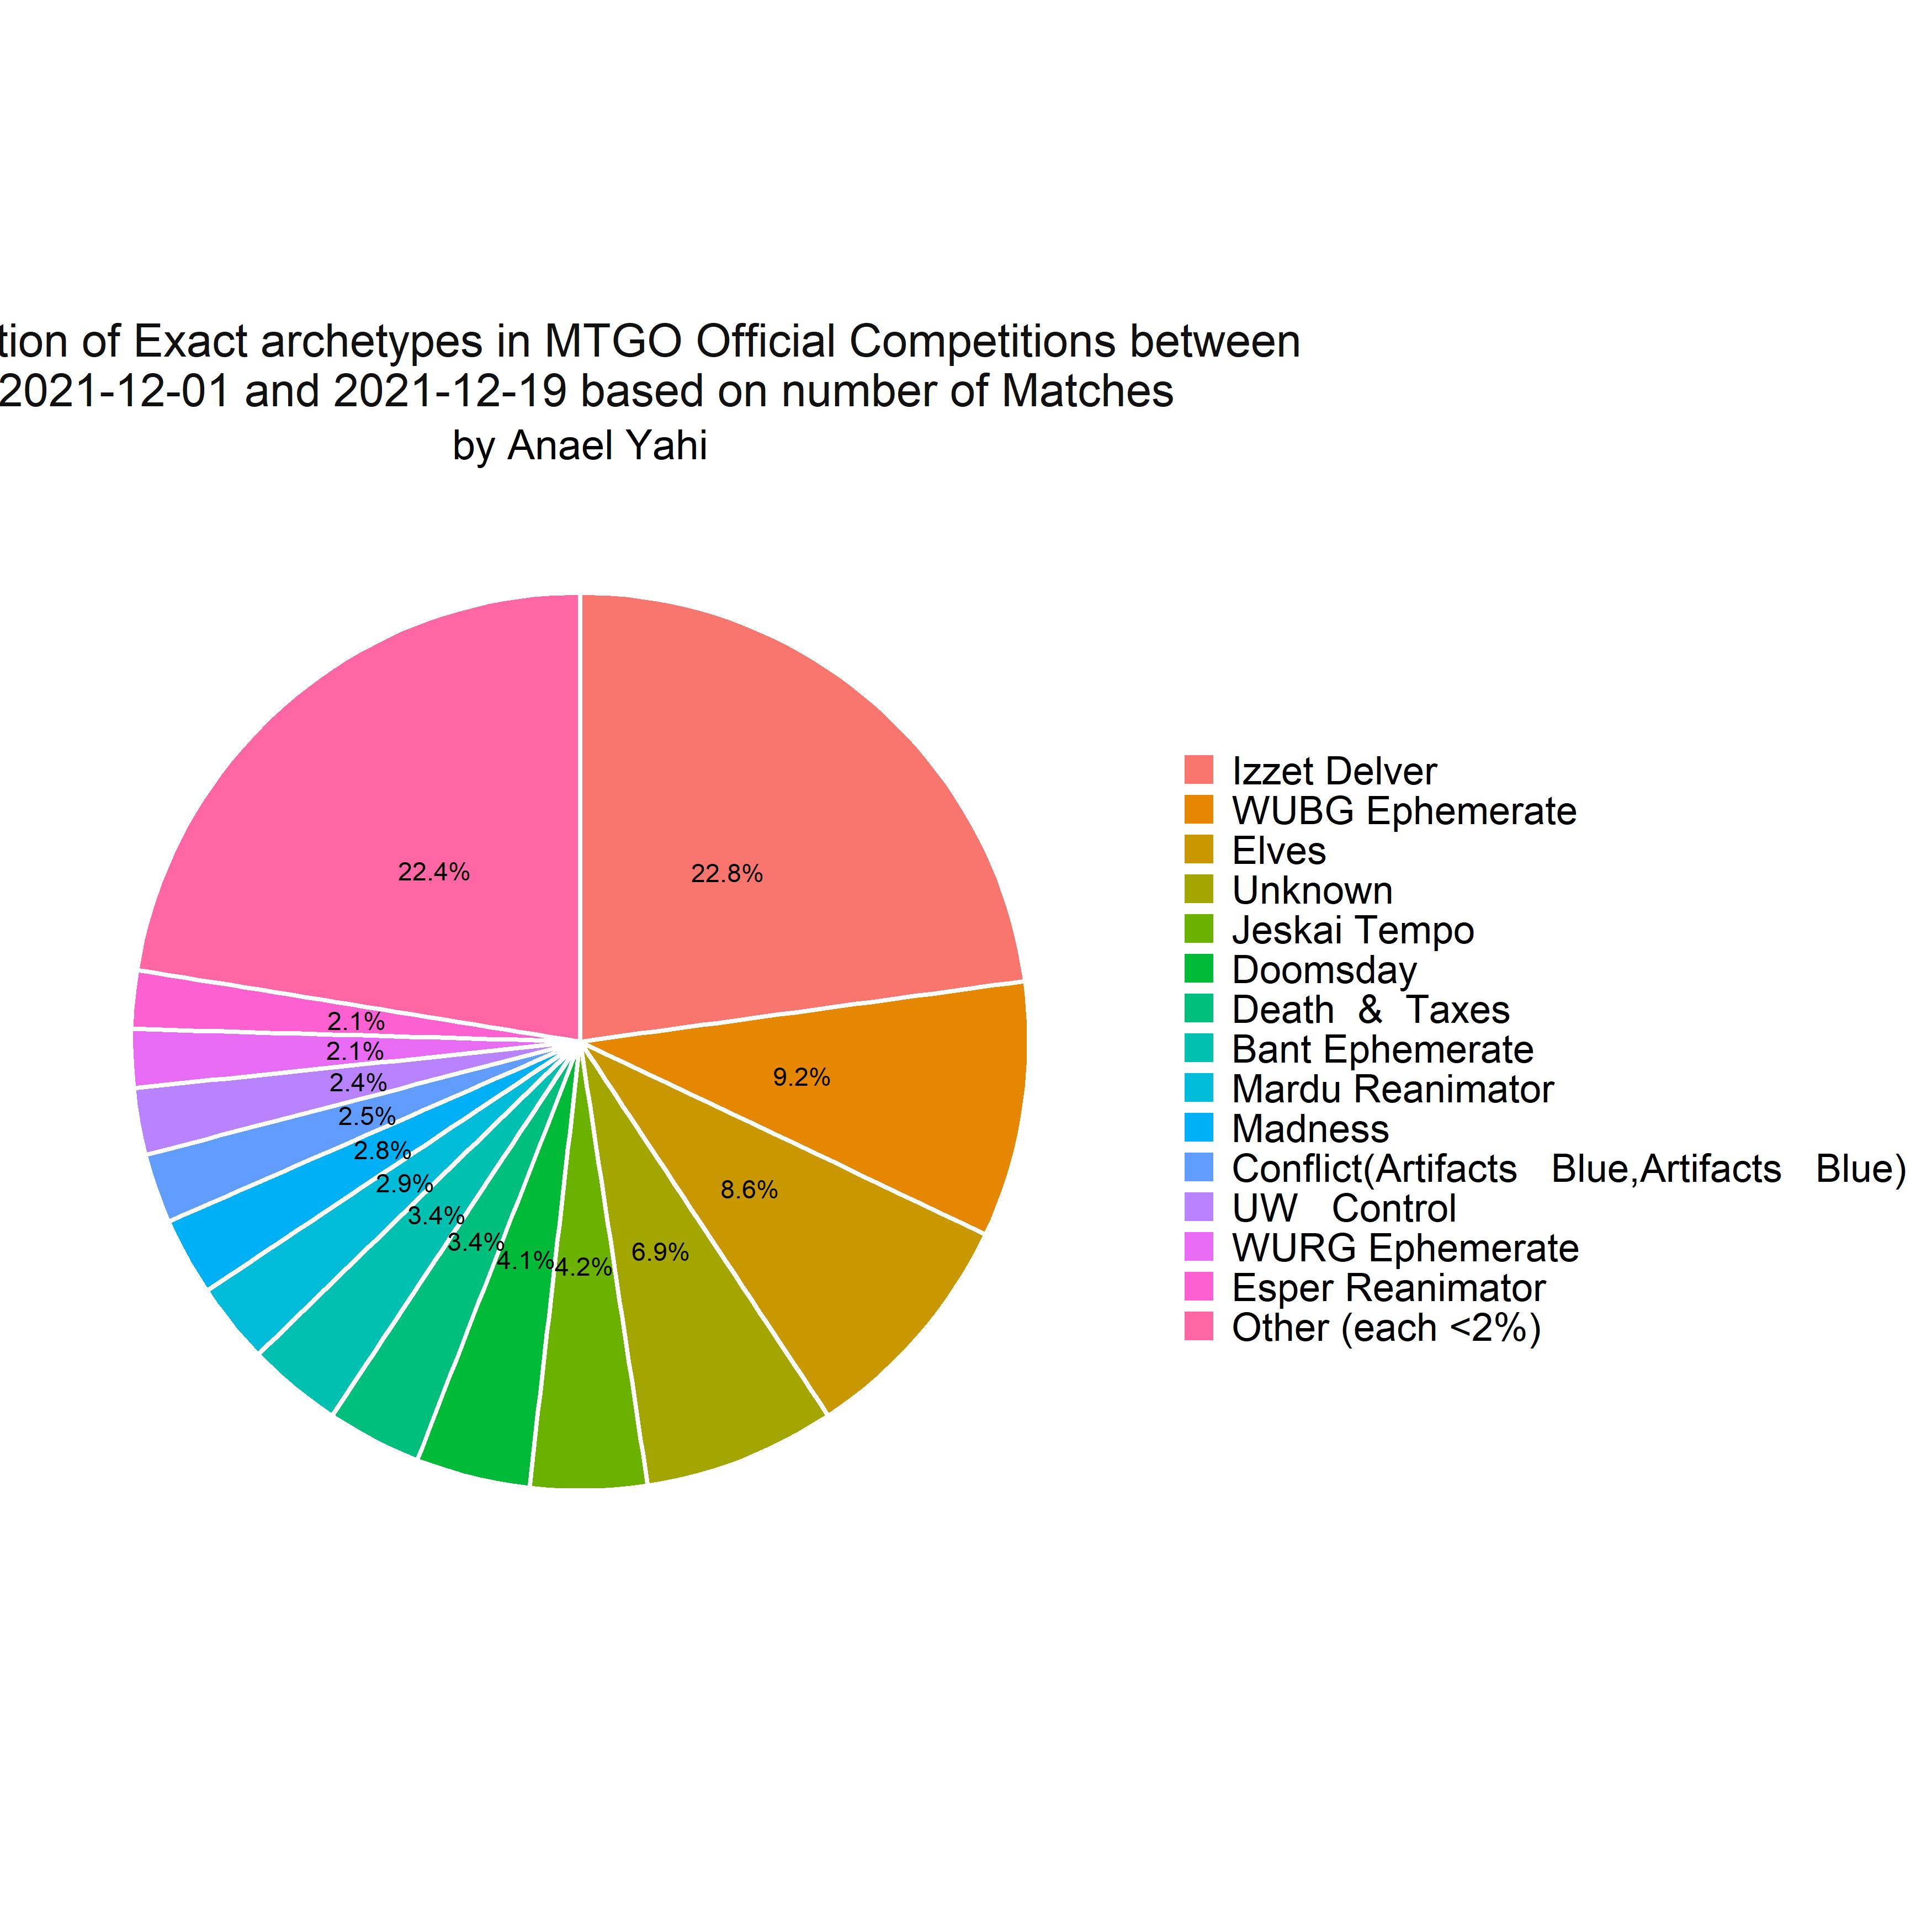 tion of Exact archetypes in MTGO Official Competitions between
2021-12-01 and 2021-12-19 based on number of Matches
by Anael Yahi
22.4%
22.8%
2.1%
2.1%
2.4%
2.5%
2.8%
2.9%
3.4%
3.4%
4.1%
4.2%
6.9%
8.6%
9.2%
Izzet Delver
WUBG Ephemerate
Elves
Unknown
Jeskai Tempo
Doomsday
Death & Taxes
Bant Ephemerate
Mardu Reanimator
Madness
Conflict(Artifacts Blue,Artifacts Blue)
UW Control
WURG Ephemerate
Esper Reanimator
Other (each <2%)